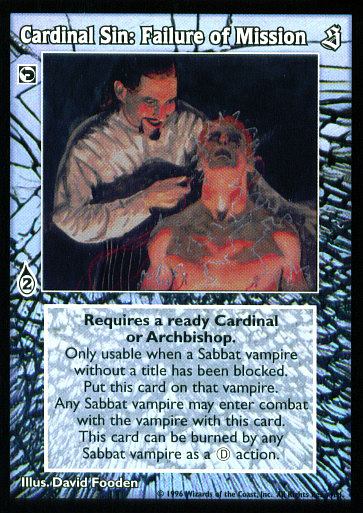 Cardinal Sin: Failure of Mission
2
Requires a ready Cardinal
or Archbishop.
Only usable when a Sabbat vampire
without a title has been blocked.
Put this card on that vampire.
Any Sabbat vampire may enter combat
with the vampire with this card.
This card can be burned by any
Sabbat vampire as a Ⓓ action.
Illus. David Fooden
© 1996 Wizards of the Coast, Inc. All Rights Reserved.